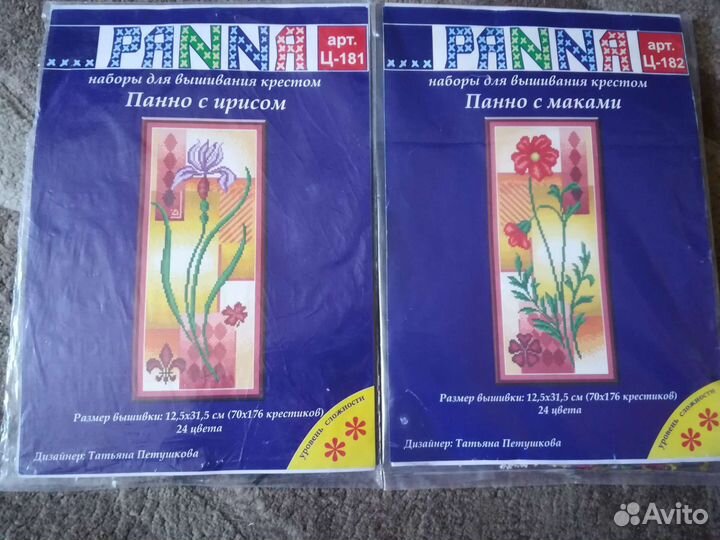 PANNA
арт.
Ц-181
наборы для вышивания крестом
Панно с ирисом
Размер вышивки: 12,5х31,5 см (70х176 крестиков)
24 цвета
Дизайнер: Татьяна Петушкова
уровень сложности
PANNA
арт.
Ц-182
наборы для вышивания крестом
Панно с маками
Размер вышивки: 12,5х31,5 см (70х176 крестиков)
24 цвета
Дизайнер: Татьяна Петушкова
уровень сложности
Avito